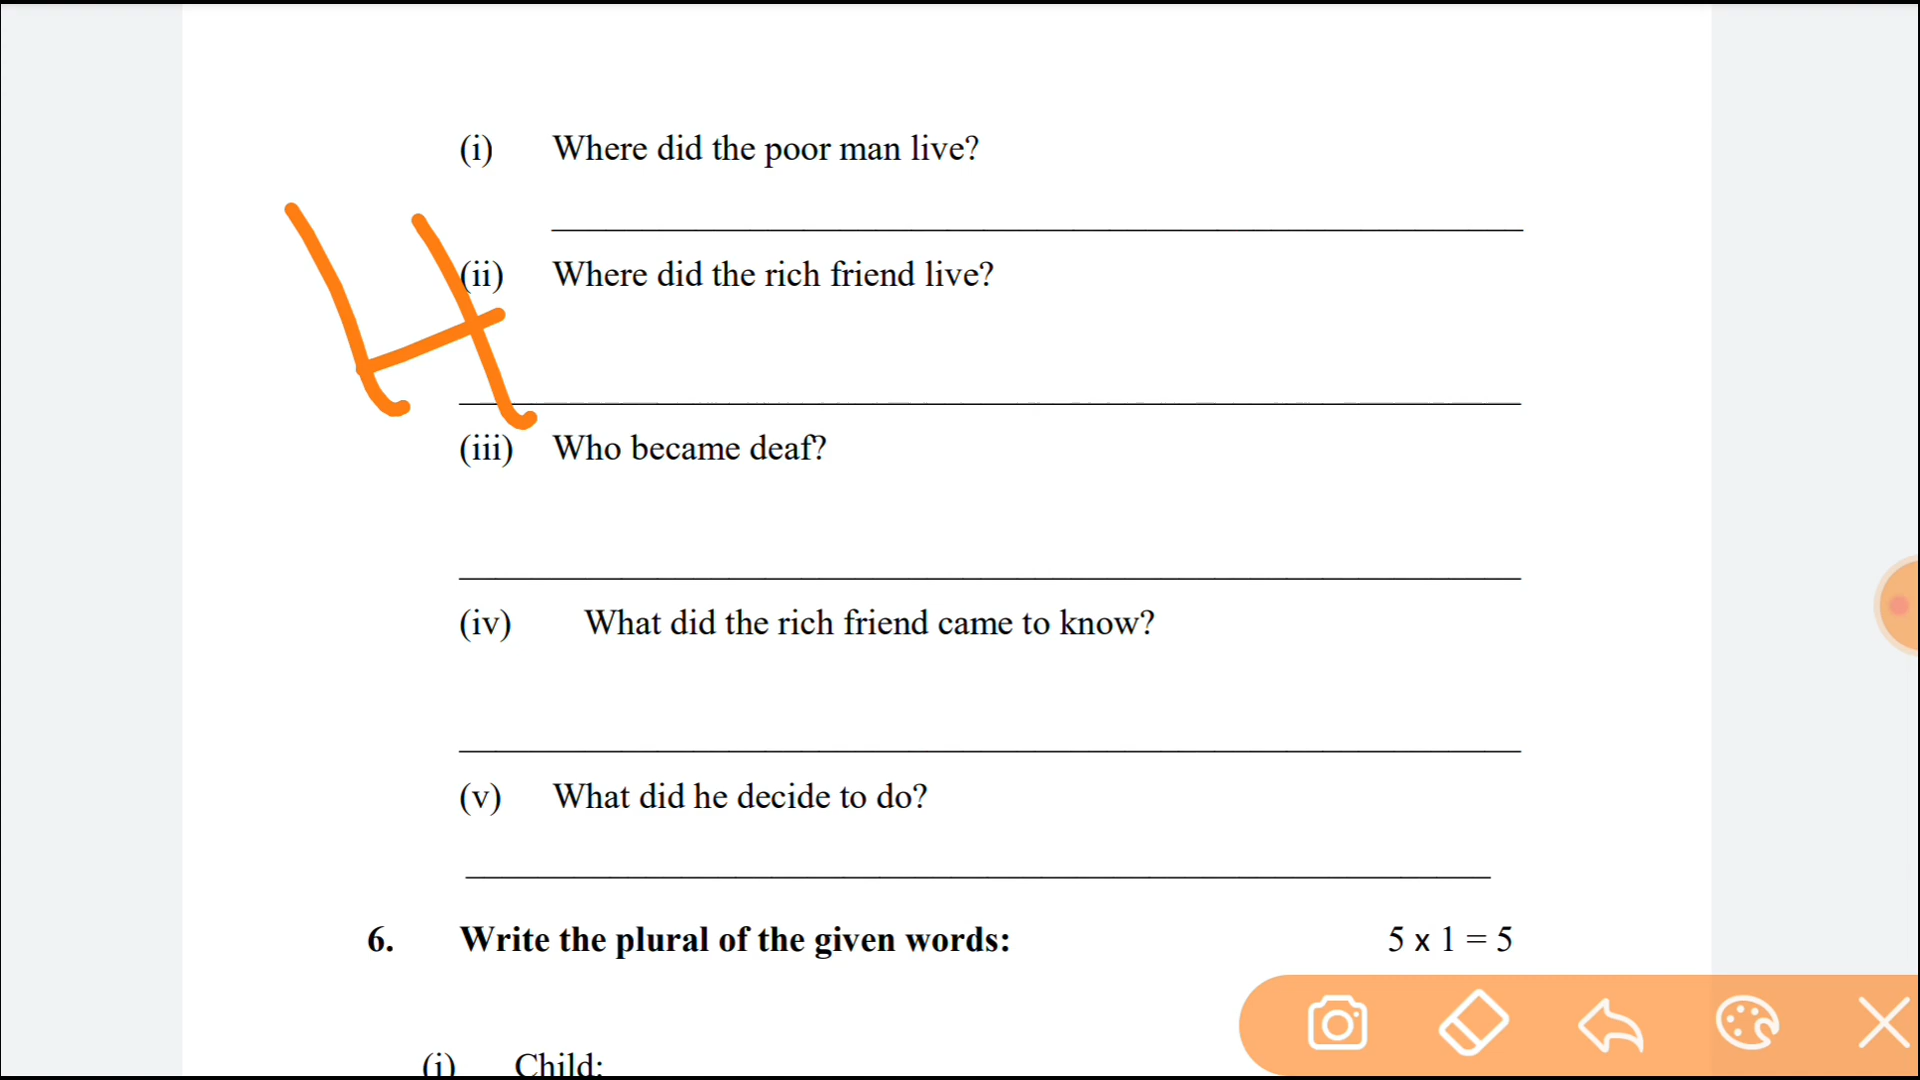 (i) Where did the poor man live?
(ii) Where did the rich friend live?
(iii) Who became deaf?
(iv) What did the rich friend came to know?
(v) What did he decide to do?
6. Write the plural of the given words: 5 x 1 = 5
(i) Child: